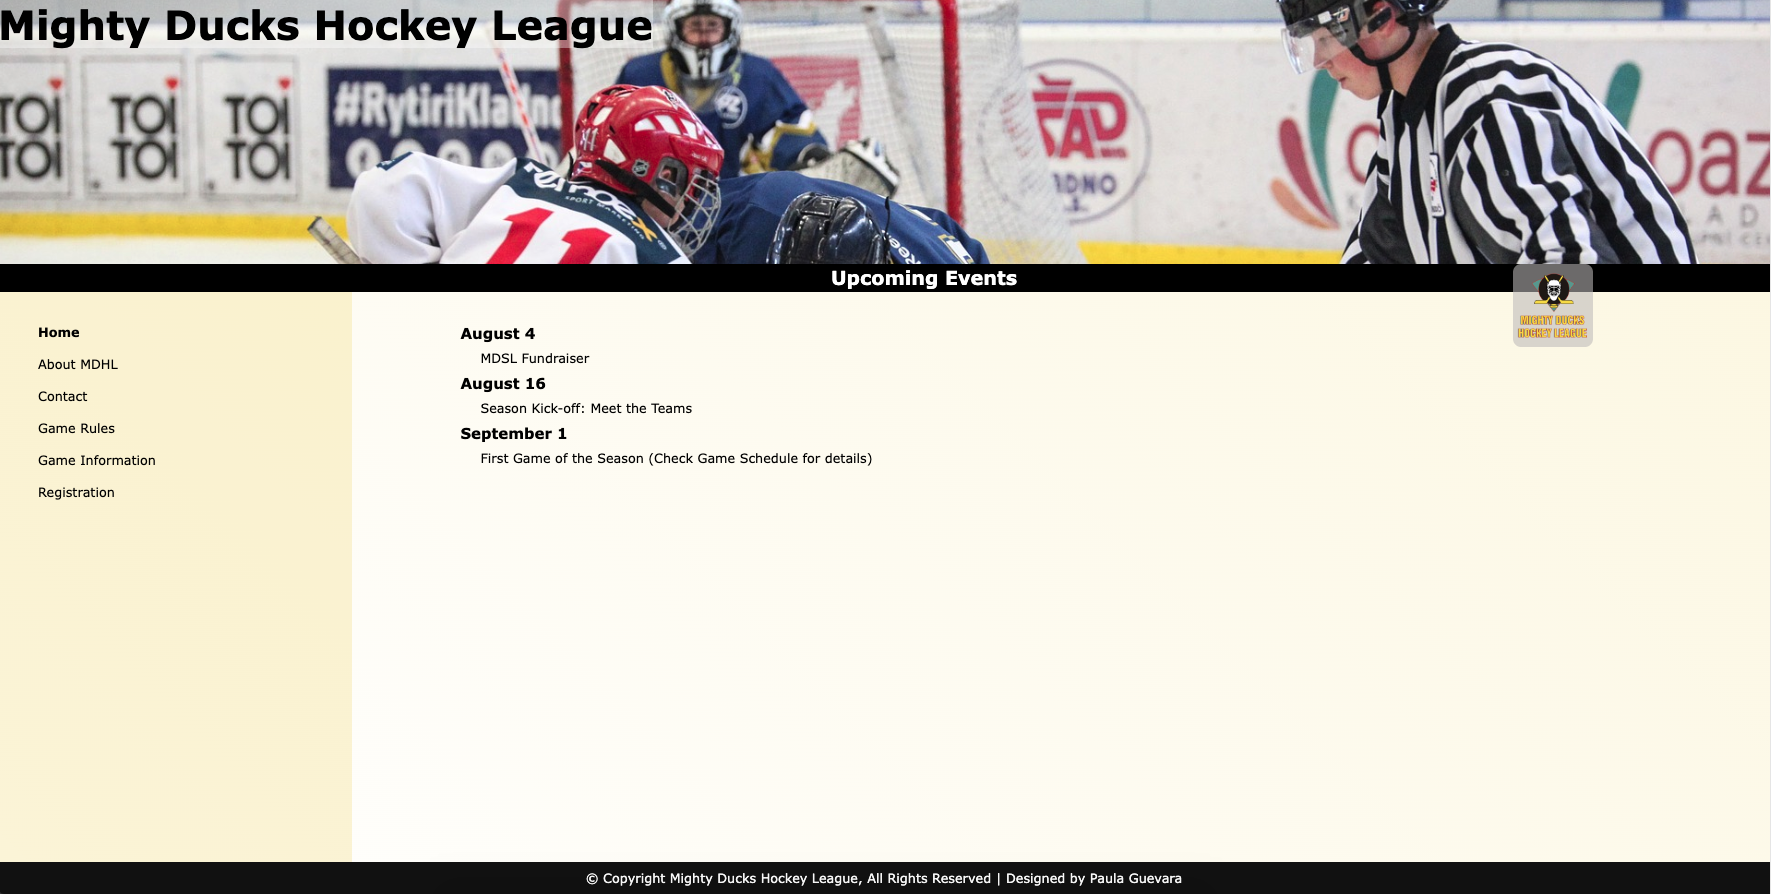 Mighty Ducks Hockey League
TOI TOI TOI
TOI TOI TOI
#RytiriKladno
11
Upcoming Events
MIGHTY DUCKS
HOCKEY LEAGUE
Home
About MDHL
Contact
Game Rules
Game Information
Registration
August 4
MDSL Fundraiser
August 16
Season Kick-off: Meet the Teams
September 1
First Game of the Season (Check Game Schedule for details)
© Copyright Mighty Ducks Hockey League, All Rights Reserved | Designed by Paula Guevara